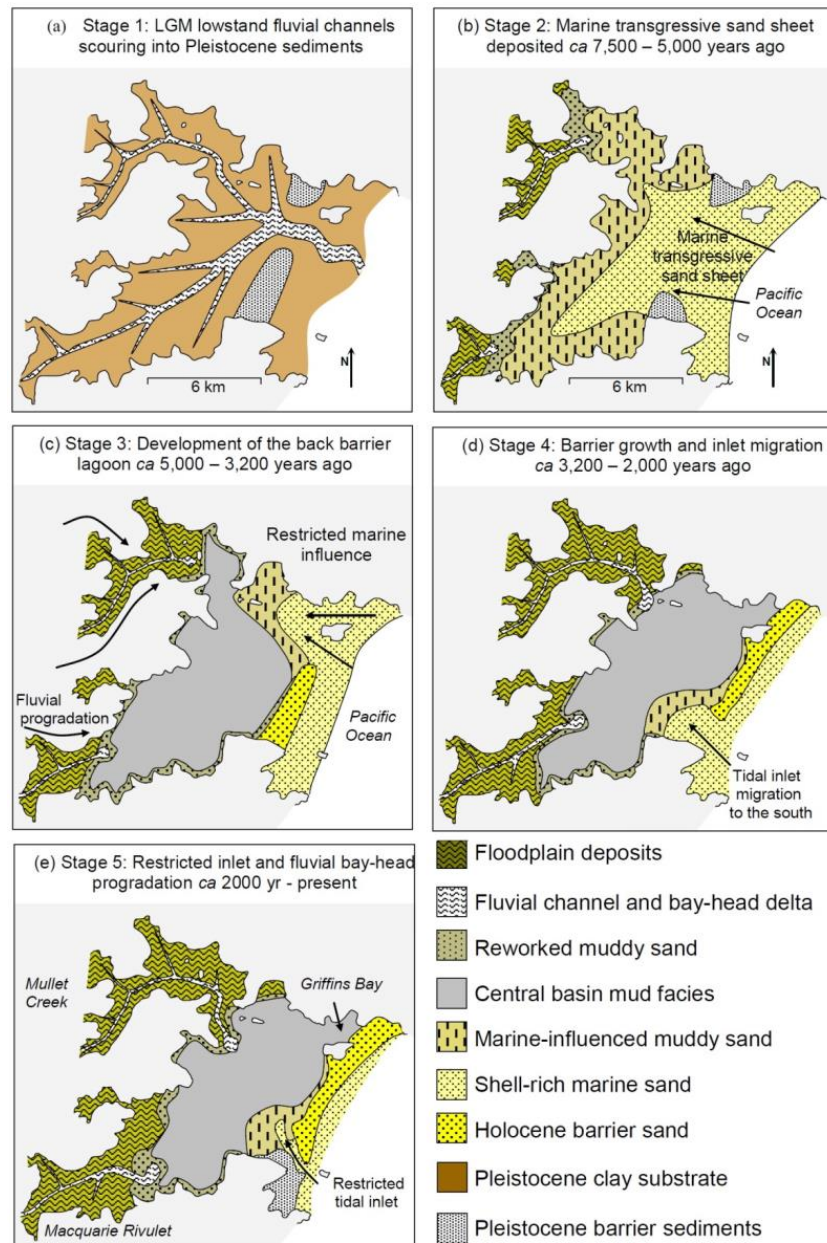 (a) Stage 1: LGM lowstand fluvial channels
scouring into Pleistocene sediments
6 km
N
(b) Stage 2: Marine transgressive sand sheet
deposited ca 7,500 – 5,000 years ago
Marine
transgressive
sand sheet
Pacific
Ocean
6 km
N
(c) Stage 3: Development of the back barrier
lagoon ca 5,000 – 3,200 years ago
Restricted marine
influence
Fluvial
progradation
Pacific
Ocean
(d) Stage 4: Barrier growth and inlet migration
ca 3,200 – 2,000 years ago
Tidal inlet
migration
to the south
(e) Stage 5: Restricted inlet and fluvial bay-head
progradation ca 2000 yr - present
Mullet
Creek
Griffins Bay
Restricted
tidal inlet
Macquarie Rivulet
Floodplain deposits
Fluvial channel and bay-head delta
Reworked muddy sand
Central basin mud facies
Marine-influenced muddy sand
Shell-rich marine sand
Holocene barrier sand
Pleistocene clay substrate
Pleistocene barrier sediments